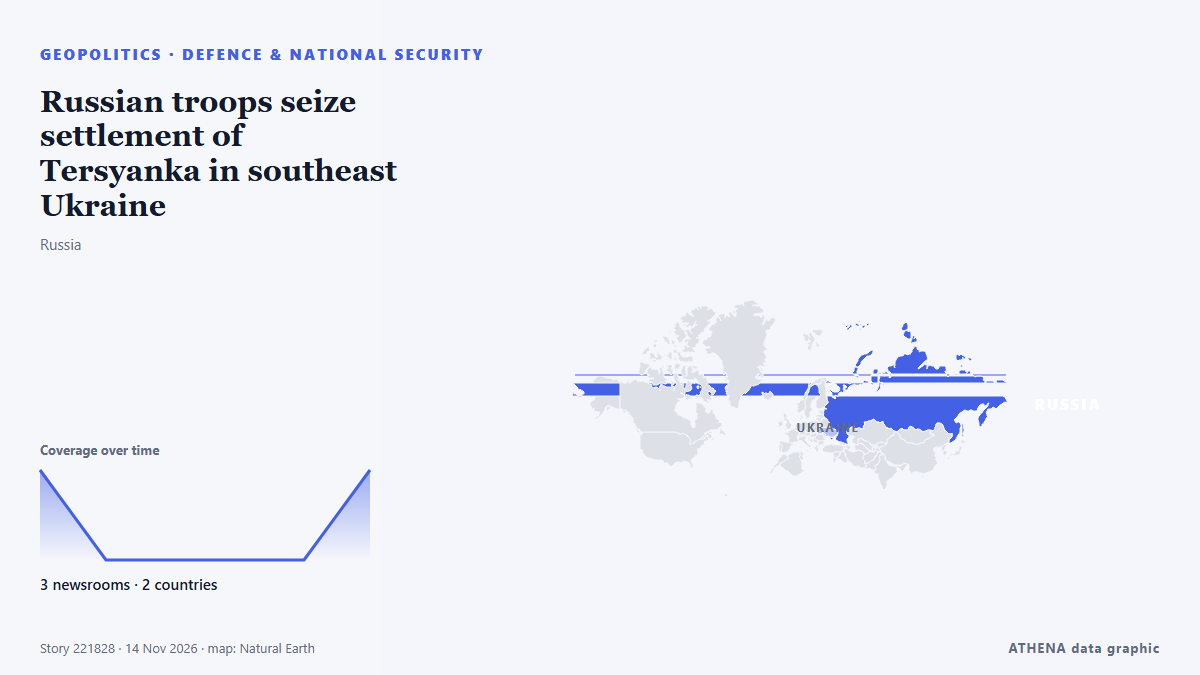 GEOPOLITICS · DEFENCE & NATIONAL SECURITY
Russian troops seize
settlement of
Tersyanka in southeast
Ukraine
Russia
RUSSIA
UKRAINE
Coverage over time
3 newsrooms · 2 countries
Story 221828 · 14 Nov 2026 · map: Natural Earth
ATHENA data graphic